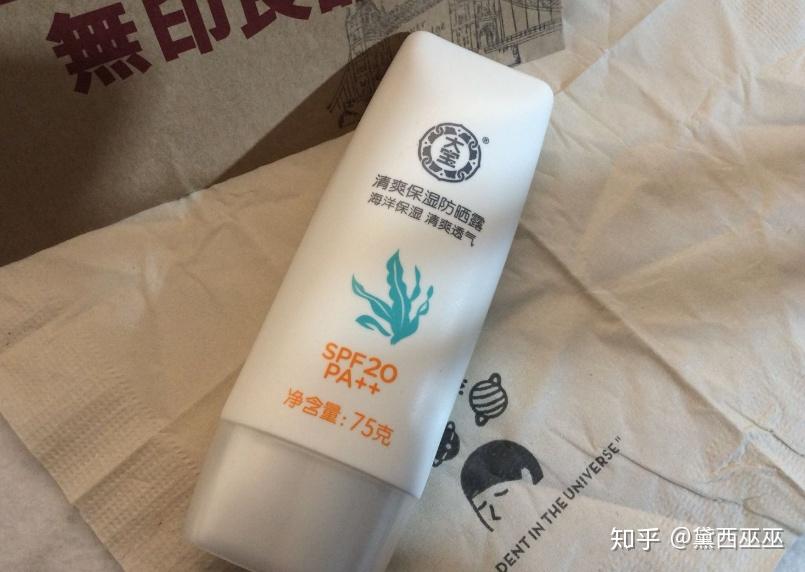 無印良
大宝
®
清爽保湿防晒露
海洋保湿 清爽透气
SPF20
PA++
净含量: 75克
DENT IN THE UNIVERSE"
知乎 @黛西巫巫